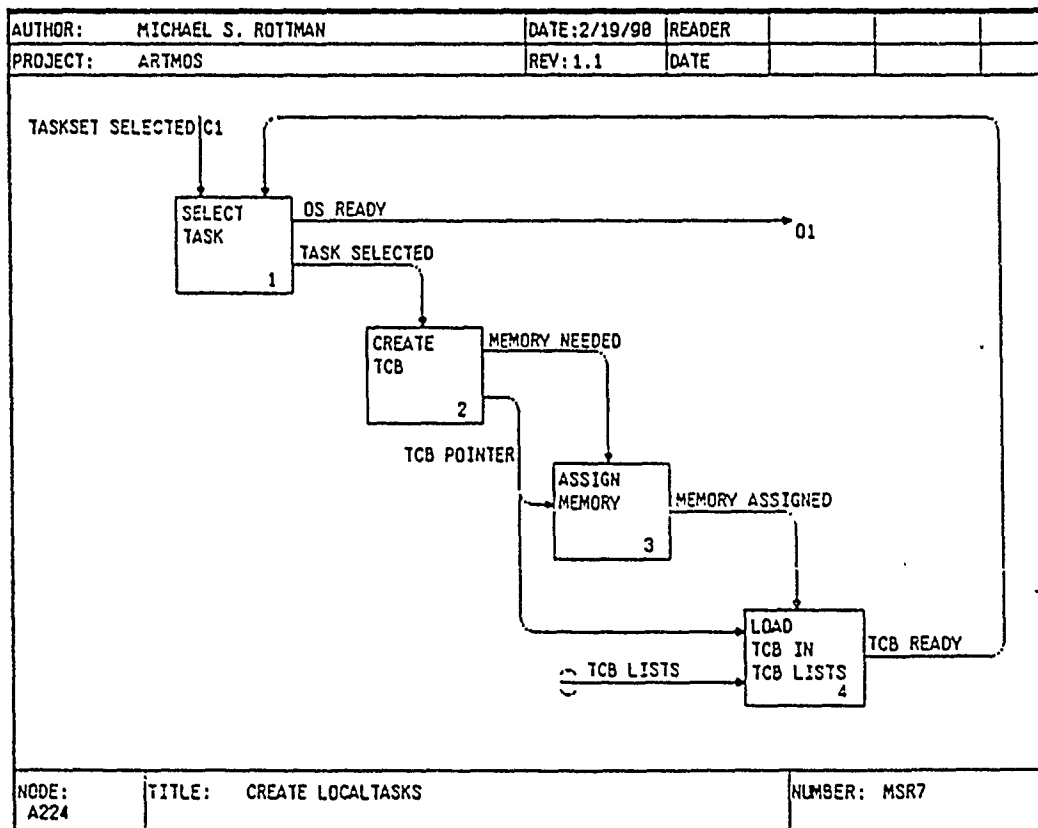 AUTHOR: MICHAEL S. ROTTMAN DATE:2/19/90 READER
PROJECT: ARTMOS REV:1.1 DATE
TASKSET SELECTED C1
SELECT
TASK
1
OS READY
O1
TASK SELECTED
CREATE
TCB
2
MEMORY NEEDED
TCB POINTER
ASSIGN
MEMORY
3
MEMORY ASSIGNED
LOAD
TCB IN
TCB LISTS
4
TCB READY
TCB LISTS
NODE:
A224
TITLE: CREATE LOCALTASKS
NUMBER: MSR7